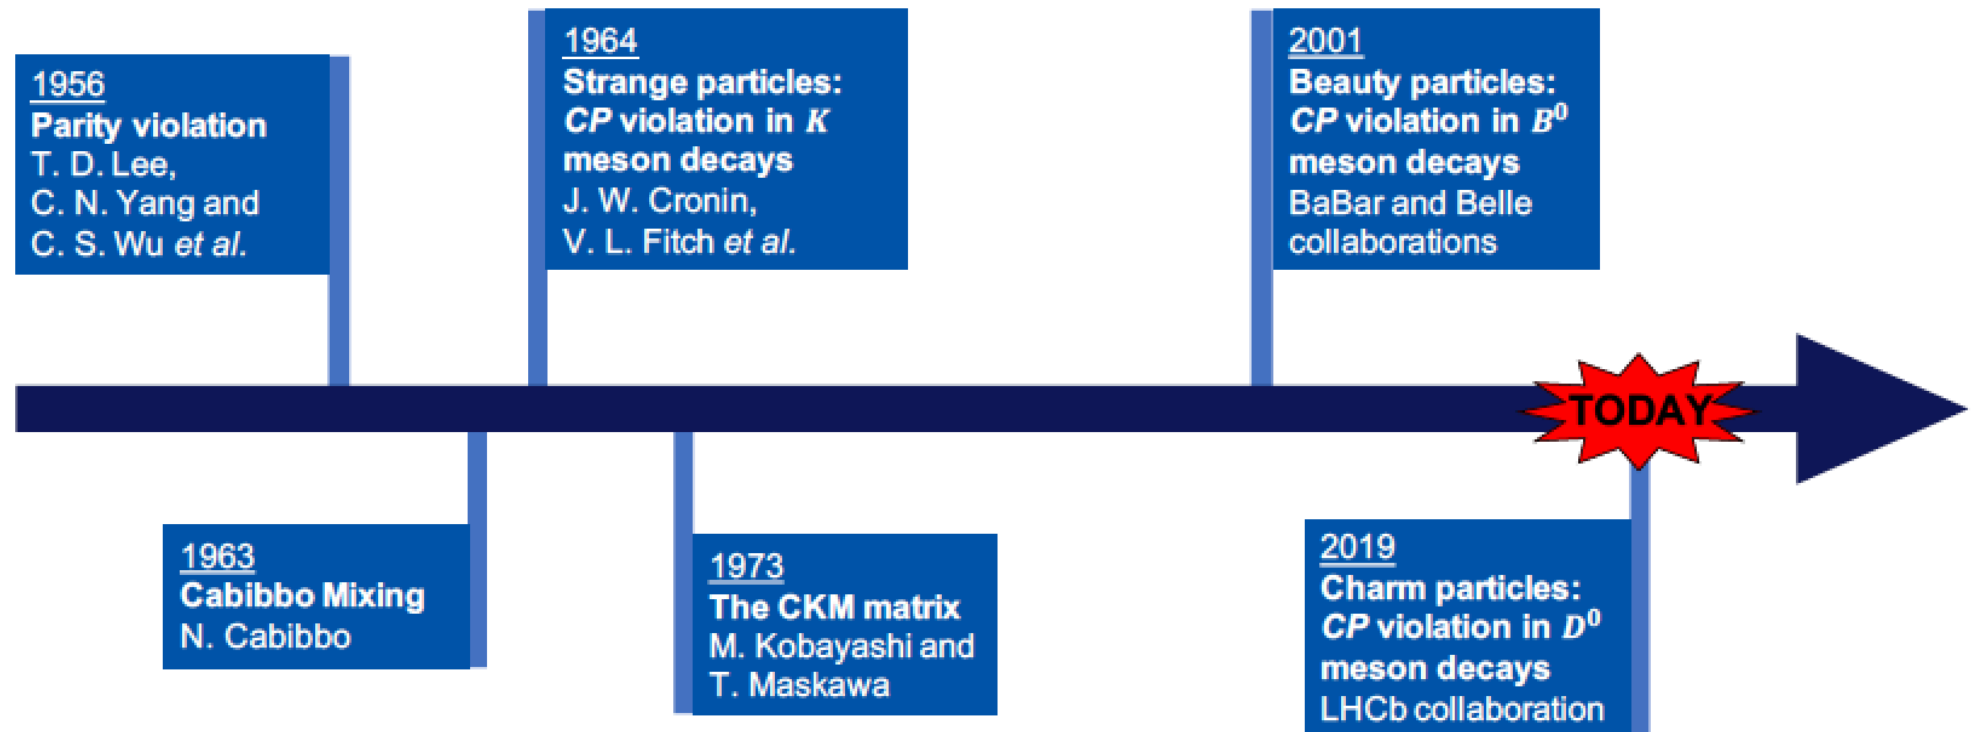 1956
Parity violation
T. D. Lee,
C. N. Yang and
C. S. Wu et al.
1964
Strange particles:
CP violation in K
meson decays
J. W. Cronin,
V. L. Fitch et al.
2001
Beauty particles:
CP violation in B⁰
meson decays
BaBar and Belle
collaborations
TODAY
1963
Cabibbo Mixing
N. Cabibbo
1973
The CKM matrix
M. Kobayashi and
T. Maskawa
2019
Charm particles:
CP violation in D⁰
meson decays
LHCb collaboration